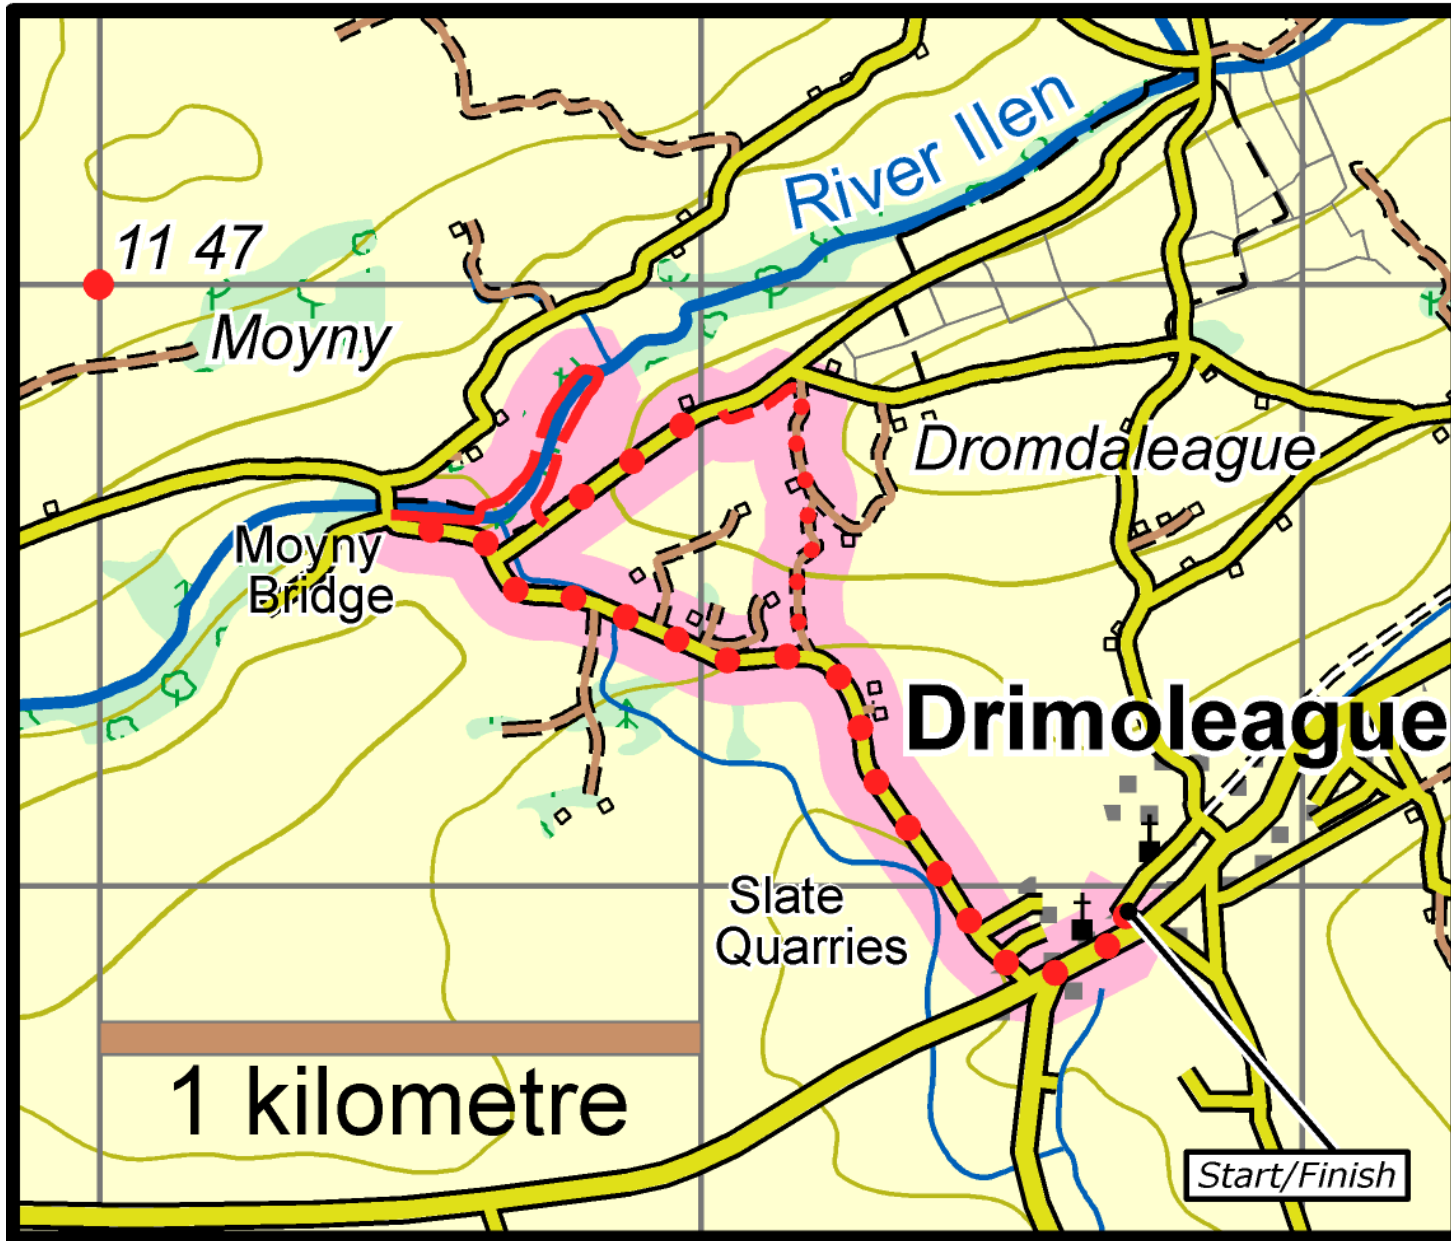 River Ilen
11 47
Moyny
Dromdaleague
Moyny
Bridge
Drimoleague
Slate
Quarries
1 kilometre
Start/Finish